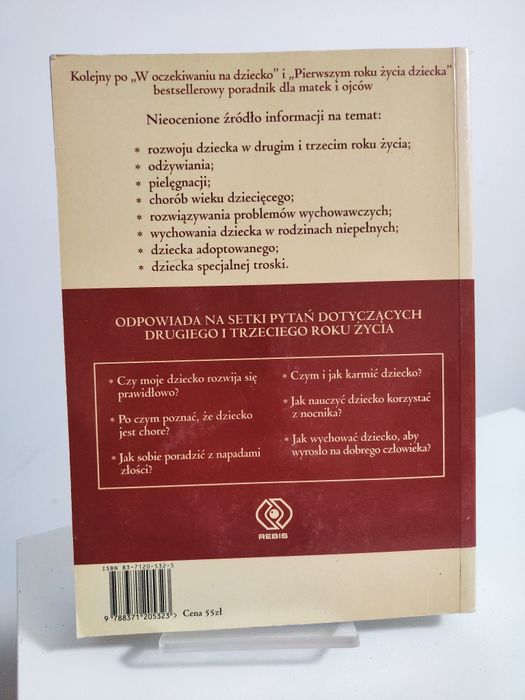 Kolejny po „W oczekiwaniu na dziecko” i „Pierwszym roku życia dziecka”
bestsellerowy poradnik dla matek i ojców
Nieocenione źródło informacji na temat:
* rozwoju dziecka w drugim i trzecim roku życia;
* odżywiania;
* pielęgnacji;
* chorób wieku dziecięcego;
* rozwiązywania problemów wychowawczych;
* wychowania dziecka w rodzinach niepełnych;
* dziecka adoptowanego;
* dziecka specjalnej troski.
ODPOWIADA NA SETKI PYTAŃ DOTYCZĄCYCH
DRUGIEGO I TRZECIEGO ROKU ŻYCIA
* Czy moje dziecko rozwija się
prawidłowo?
* Po czym poznać, że dziecko
jest chore?
* Jak sobie poradzić z napadami
złości?
* Czym i jak karmić dziecko?
* Jak nauczyć dziecko korzystać
z nocnika?
* Jak wychować dziecko, aby
wyrosło na dobrego człowieka?
REBIS
ISBN 83-7120-532-5
9 788371 205323 >
Cena 55zł